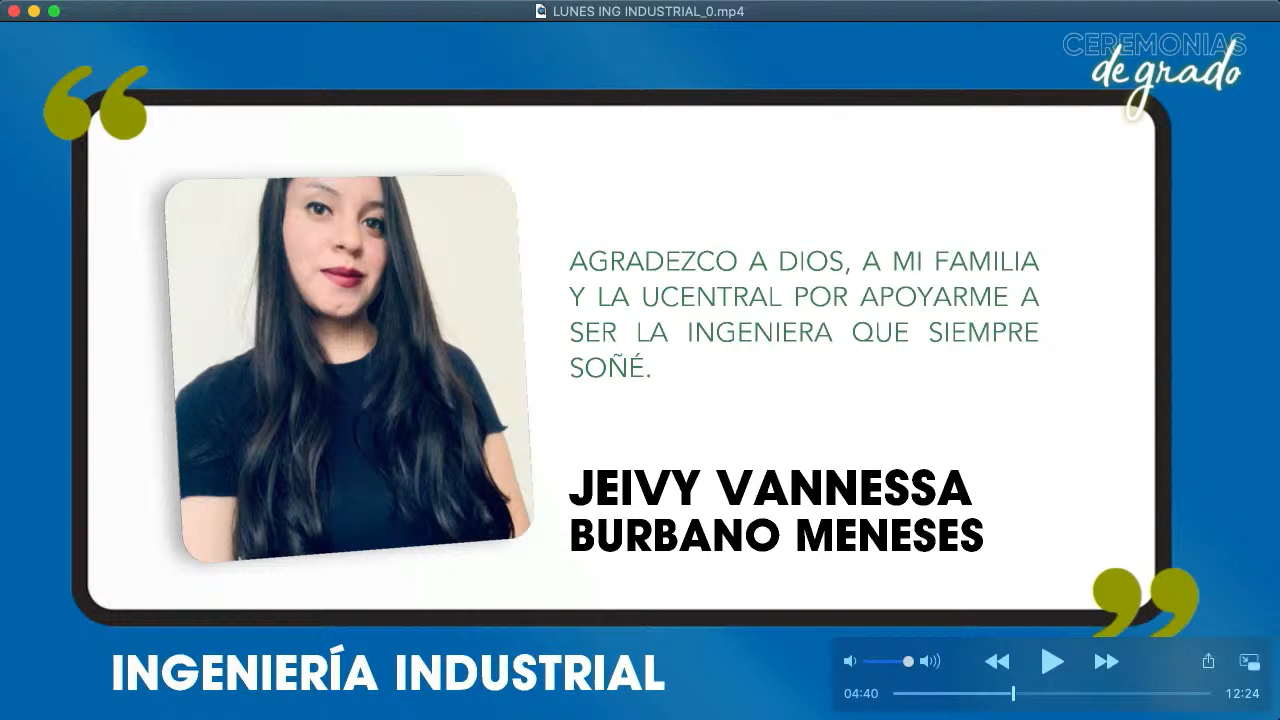 LUNES ING INDUSTRIAL_0.mp4
CEREMONIAS
de grado
AGRADEZCO A DIOS, A MI FAMILIA
Y LA UCENTRAL POR APOYARME A
SER LA INGENIERA QUE SIEMPRE
SOÑÉ.
JEIVY VANNESSA
BURBANO MENESES
INGENIERÍA INDUSTRIAL
04:40
12:24